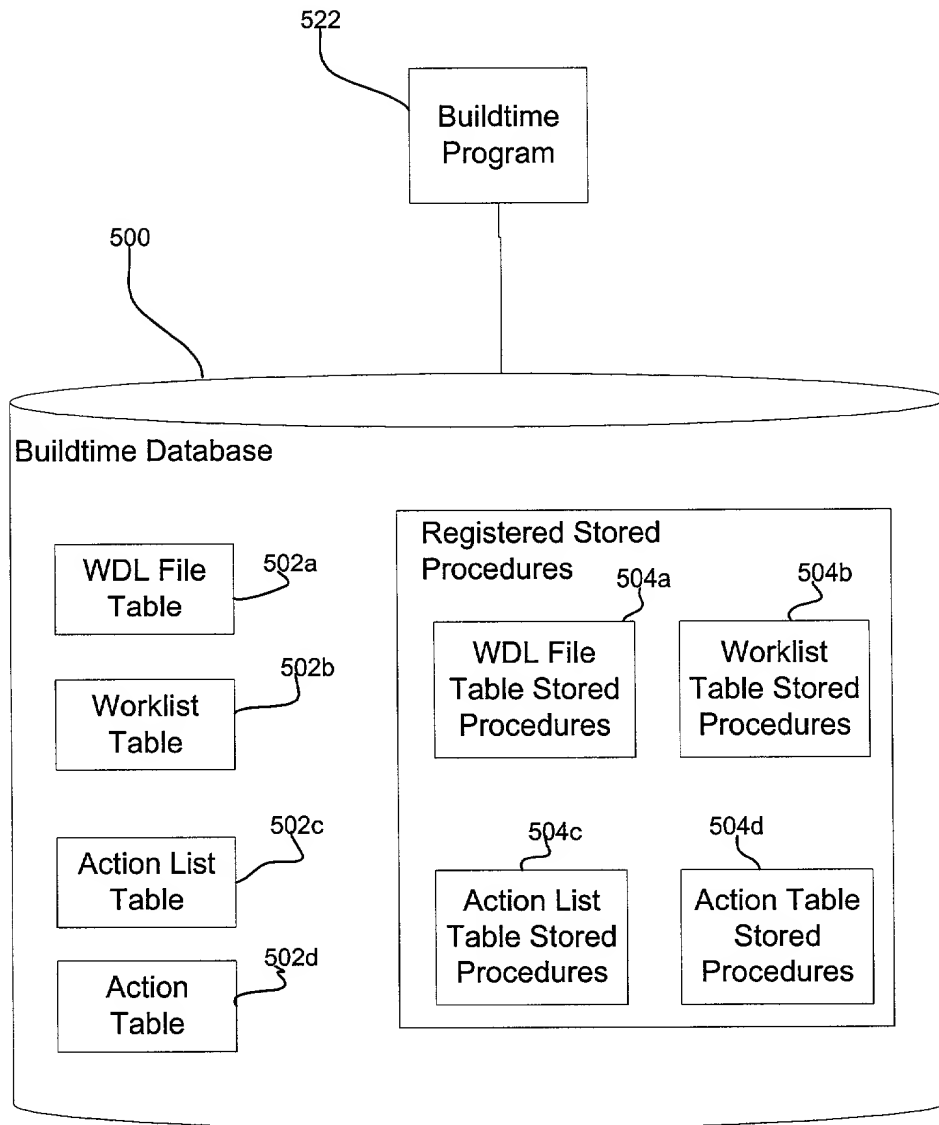 522
Buildtime
Program
500
Buildtime Database
WDL File
Table
502a
Worklist
Table
502b
Action List
Table
502c
Action
Table
502d
Registered Stored
Procedures
504a
WDL File
Table Stored
Procedures
504b
Worklist
Table Stored
Procedures
504c
Action List
Table Stored
Procedures
504d
Action Table
Stored
Procedures